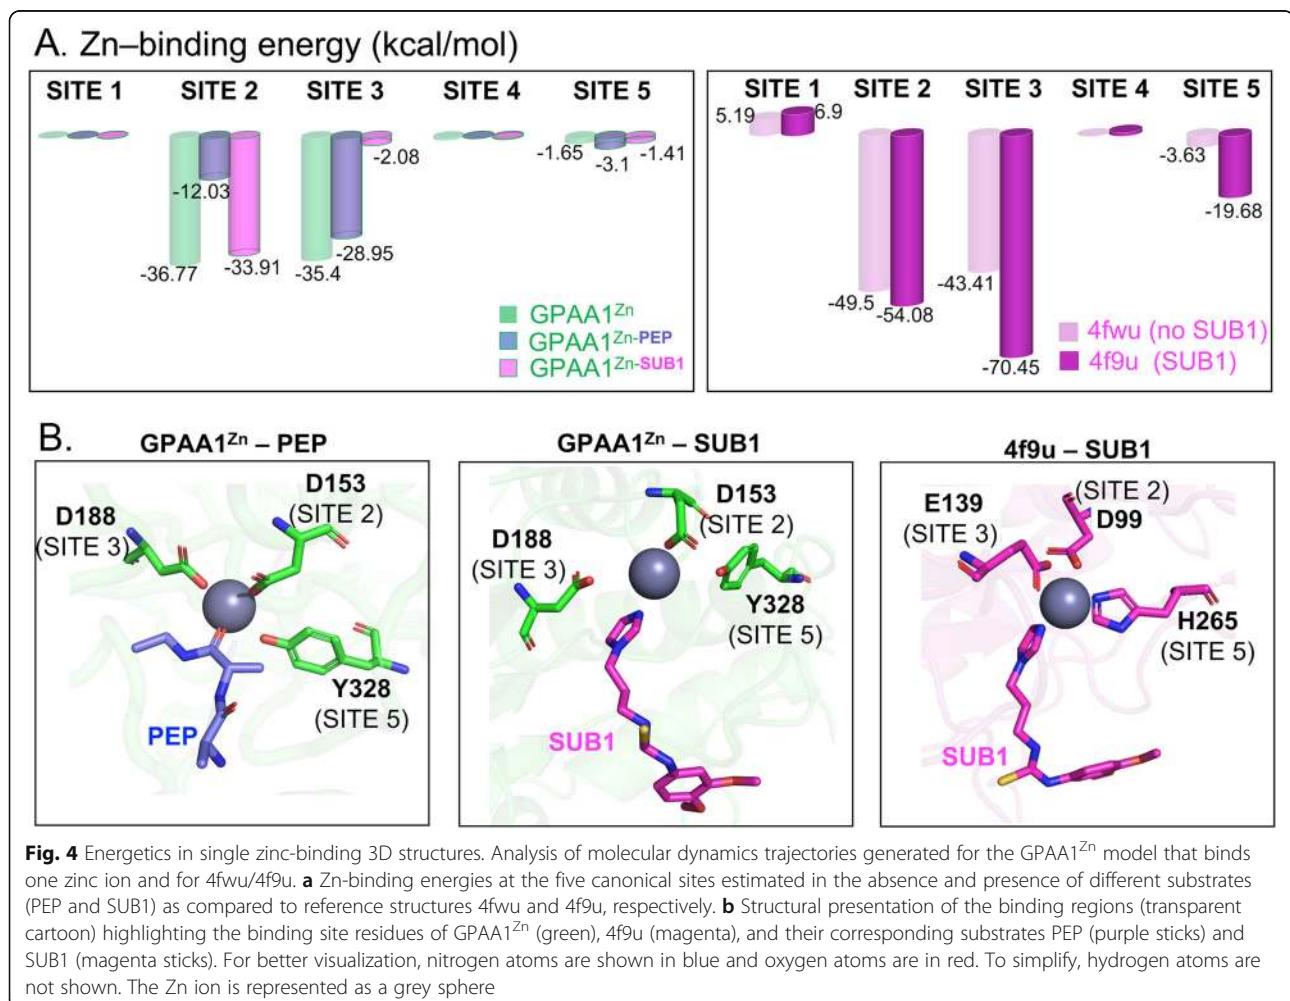 A. Zn–binding energy (kcal/mol)
SITE 1 SITE 2 SITE 3 SITE 4 SITE 5
-36.77 -12.03 -33.91 -35.4 -28.95 -2.08 -1.65 -3.1 -1.41
GPAA1Zn
GPAA1Zn-PEP
GPAA1Zn-SUB1
SITE 1 SITE 2 SITE 3 SITE 4 SITE 5
5.19 6.9 -49.5 -54.08 -43.41 -70.45 -3.63 -19.68
4fwu (no SUB1)
4f9u (SUB1)
B.
GPAA1Zn – PEP
D153
(SITE 2)
D188
(SITE 3)
Y328
(SITE 5)
PEP
GPAA1Zn – SUB1
D153
(SITE 2)
D188
(SITE 3)
Y328
(SITE 5)
SUB1
4f9u – SUB1
(SITE 2)
D99
E139
(SITE 3)
H265
(SITE 5)
SUB1
Fig. 4 Energetics in single zinc-binding 3D structures. Analysis of molecular dynamics trajectories generated for the GPAA1Zn model that binds
one zinc ion and for 4fwu/4f9u. a Zn-binding energies at the five canonical sites estimated in the absence and presence of different substrates
(PEP and SUB1) as compared to reference structures 4fwu and 4f9u, respectively. b Structural presentation of the binding regions (transparent
cartoon) highlighting the binding site residues of GPAA1Zn (green), 4f9u (magenta), and their corresponding substrates PEP (purple sticks) and
SUB1 (magenta sticks). For better visualization, nitrogen atoms are shown in blue and oxygen atoms are in red. To simplify, hydrogen atoms are
not shown. The Zn ion is represented as a grey sphere